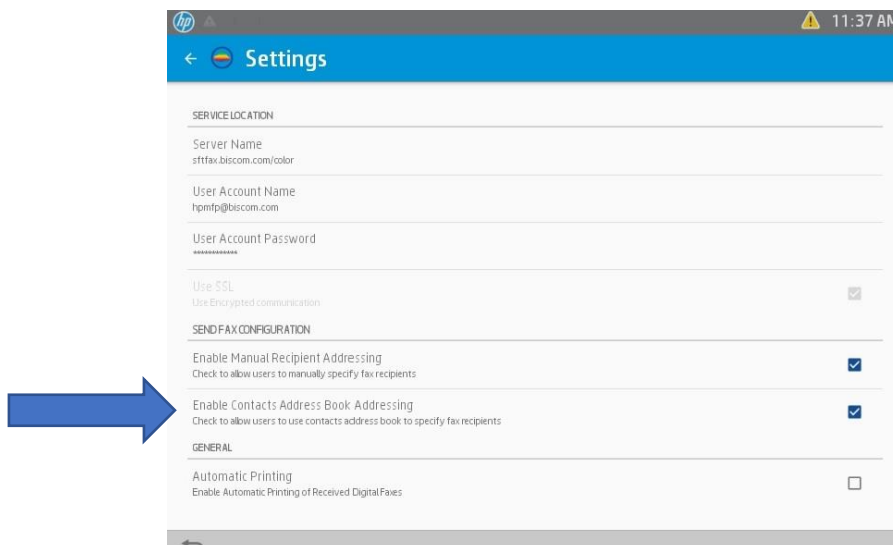 hp
11:37 AM
Settings
SERVICE LOCATION
Server Name
sftfax.biscom.com/color
User Account Name
hpmfp@biscom.com
User Account Password
************
Use SSL
Use Encrypted communication
SEND FAX CONFIGURATION
Enable Manual Recipient Addressing
Check to allow users to manually specify fax recipients
Enable Contacts Address Book Addressing
Check to allow users to use contacts address book to specify fax recipients
GENERAL
Automatic Printing
Enable Automatic Printing of Received Digital Faxes